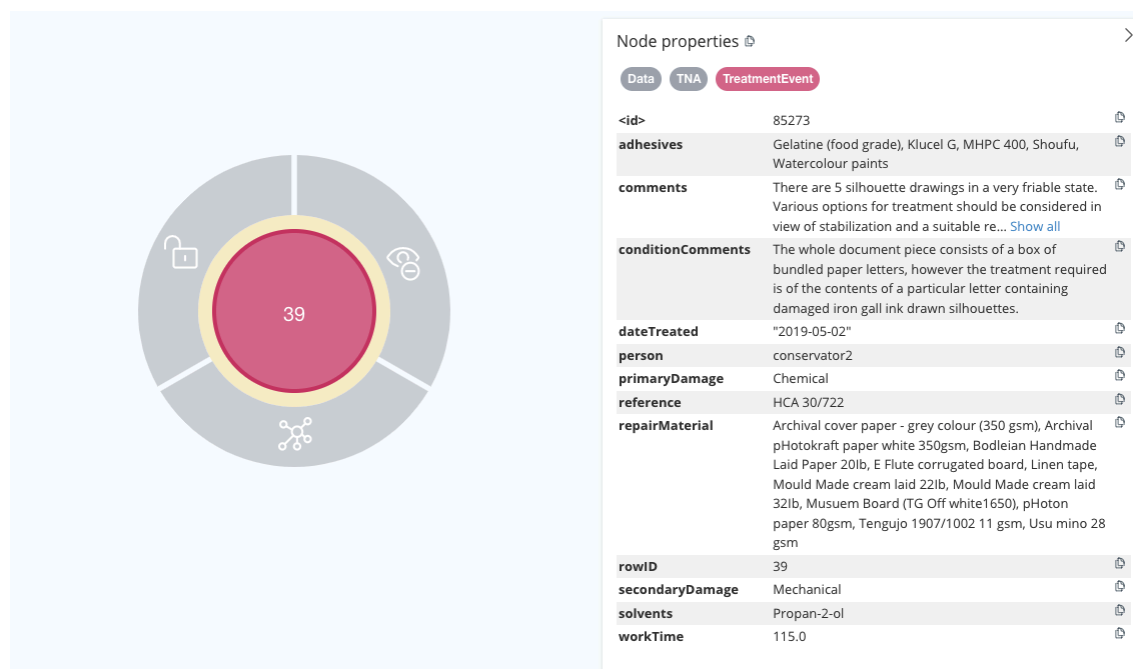 39
Node properties
Data TNA TreatmentEvent
<id> 85273
adhesives Gelatine (food grade), Klucel G, MHPC 400, Shoufu,
Watercolour paints
comments There are 5 silhouette drawings in a very friable state.
Various options for treatment should be considered in
view of stabilization and a suitable re... Show all
conditionComments The whole document piece consists of a box of
bundled paper letters, however the treatment required
is of the contents of a particular letter containing
damaged iron gall ink drawn silhouettes.
dateTreated "2019-05-02"
person conservator2
primaryDamage Chemical
reference HCA 30/722
repairMaterial Archival cover paper - grey colour (350 gsm), Archival
pHotokraft paper white 350gsm, Bodleian Handmade
Laid Paper 20lb, E Flute corrugated board, Linen tape,
Mould Made cream laid 22lb, Mould Made cream laid
32lb, Musuem Board (TG Off white1650), pHoton
paper 80gsm, Tengujo 1907/1002 11 gsm, Usu mino 28
gsm
rowID 39
secondaryDamage Mechanical
solvents Propan-2-ol
workTime 115.0